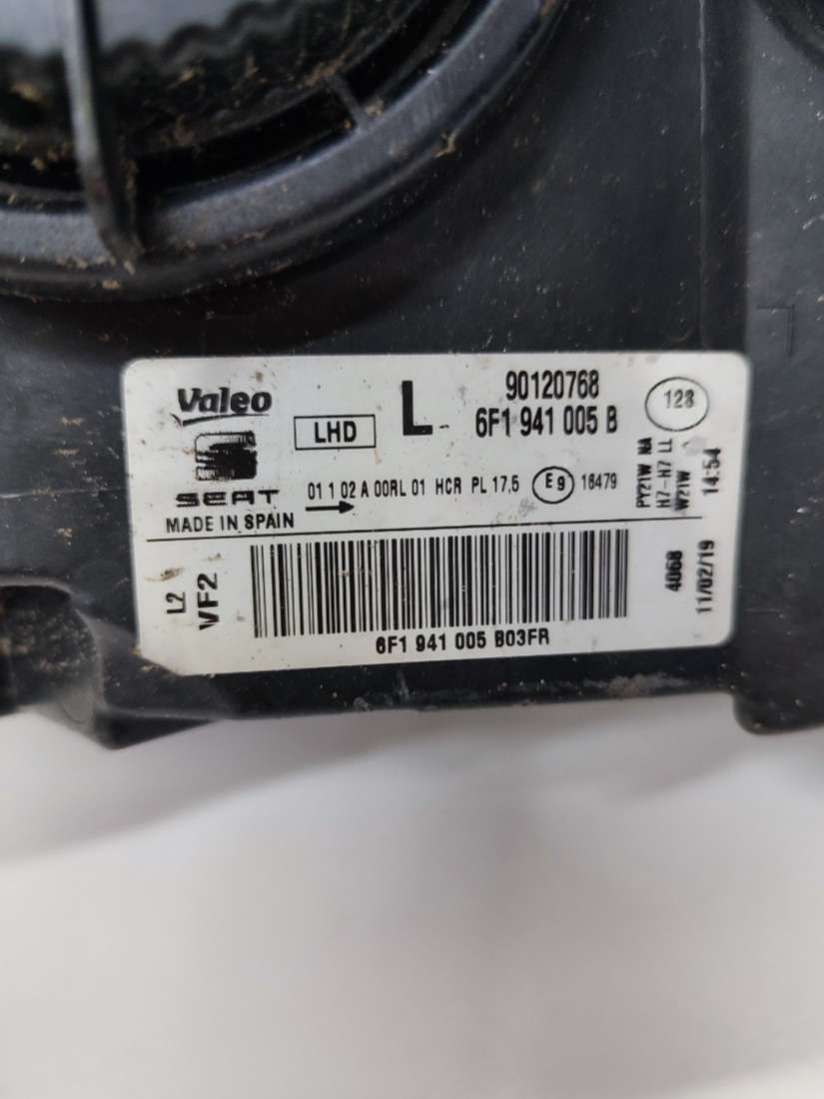 Valeo
LHD
L
90120768
6F1 941 005 B
128
SEAT
MADE IN SPAIN
01 1 02 A 00RL 01 HCR PL 17,5
E9
16479
PY21W NA
H7-H7 LL
W21W
14:54
L2
VF2
6F1 941 005 B03FR
4068
11/02/19